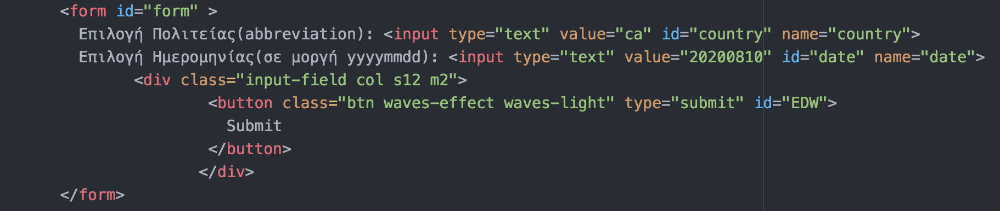 <form id="form" >
Επιλογή Πολιτείας(abbreviation): <input type="text" value="ca" id="country" name="country">
Επιλογή Ημερομηνίας(σε μοργή yyyymmdd): <input type="text" value="20200810" id="date" name="date">
<div class="input-field col s12 m2">
<button class="btn waves-effect waves-light" type="submit" id="EDW">
Submit
</button>
</div>
</form>